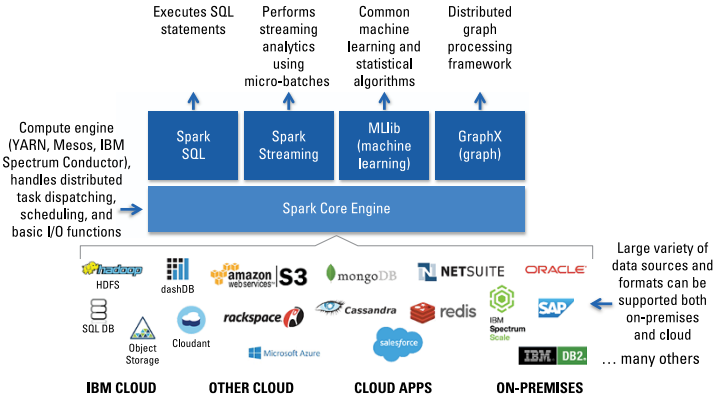 Executes SQL
statements
Performs
streaming
analytics
using
micro-batches
Common
machine
learning and
statistical
algorithms
Distributed
graph
processing
framework
Compute engine
(YARN, Mesos, IBM
Spectrum Conductor),
handles distributed
task dispatching,
scheduling, and
basic I/O functions
Spark
SQL
Spark
Streaming
MLlib
(machine
learning)
GraphX
(graph)
Spark Core Engine
hadoop
HDFS
dashDB
amazon
webservices™
S3
mongoDB
NETSUITE
ORACLE
SQL DB
Object
Storage
Cloudant
rackspace
Cassandra
redis
IBM
Spectrum
Scale
SAP
Microsoft Azure
salesforce
IBM DB2.
... many others
Large variety of
data sources and
formats can be
supported both
on-premises
and cloud
IBM CLOUD
OTHER CLOUD
CLOUD APPS
ON-PREMISES